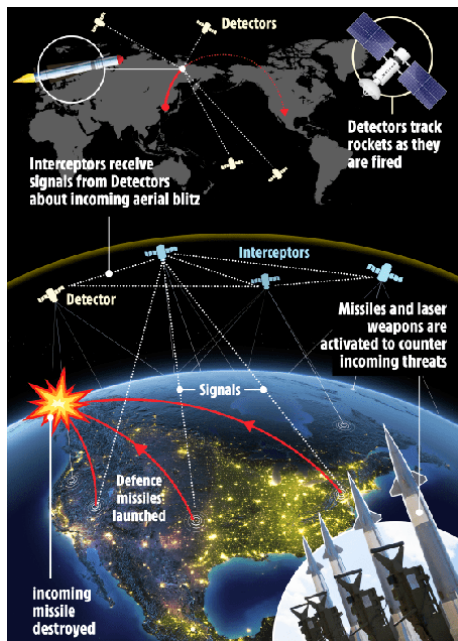 Detectors
Detectors track
rockets as they
are fired
Interceptors receive
signals from Detectors
about incoming aerial blitz
Interceptors
Detector
Missiles and laser
weapons are
activated to counter
incoming threats
Signals
Defence
missiles
launched
Incoming
missile
destroyed